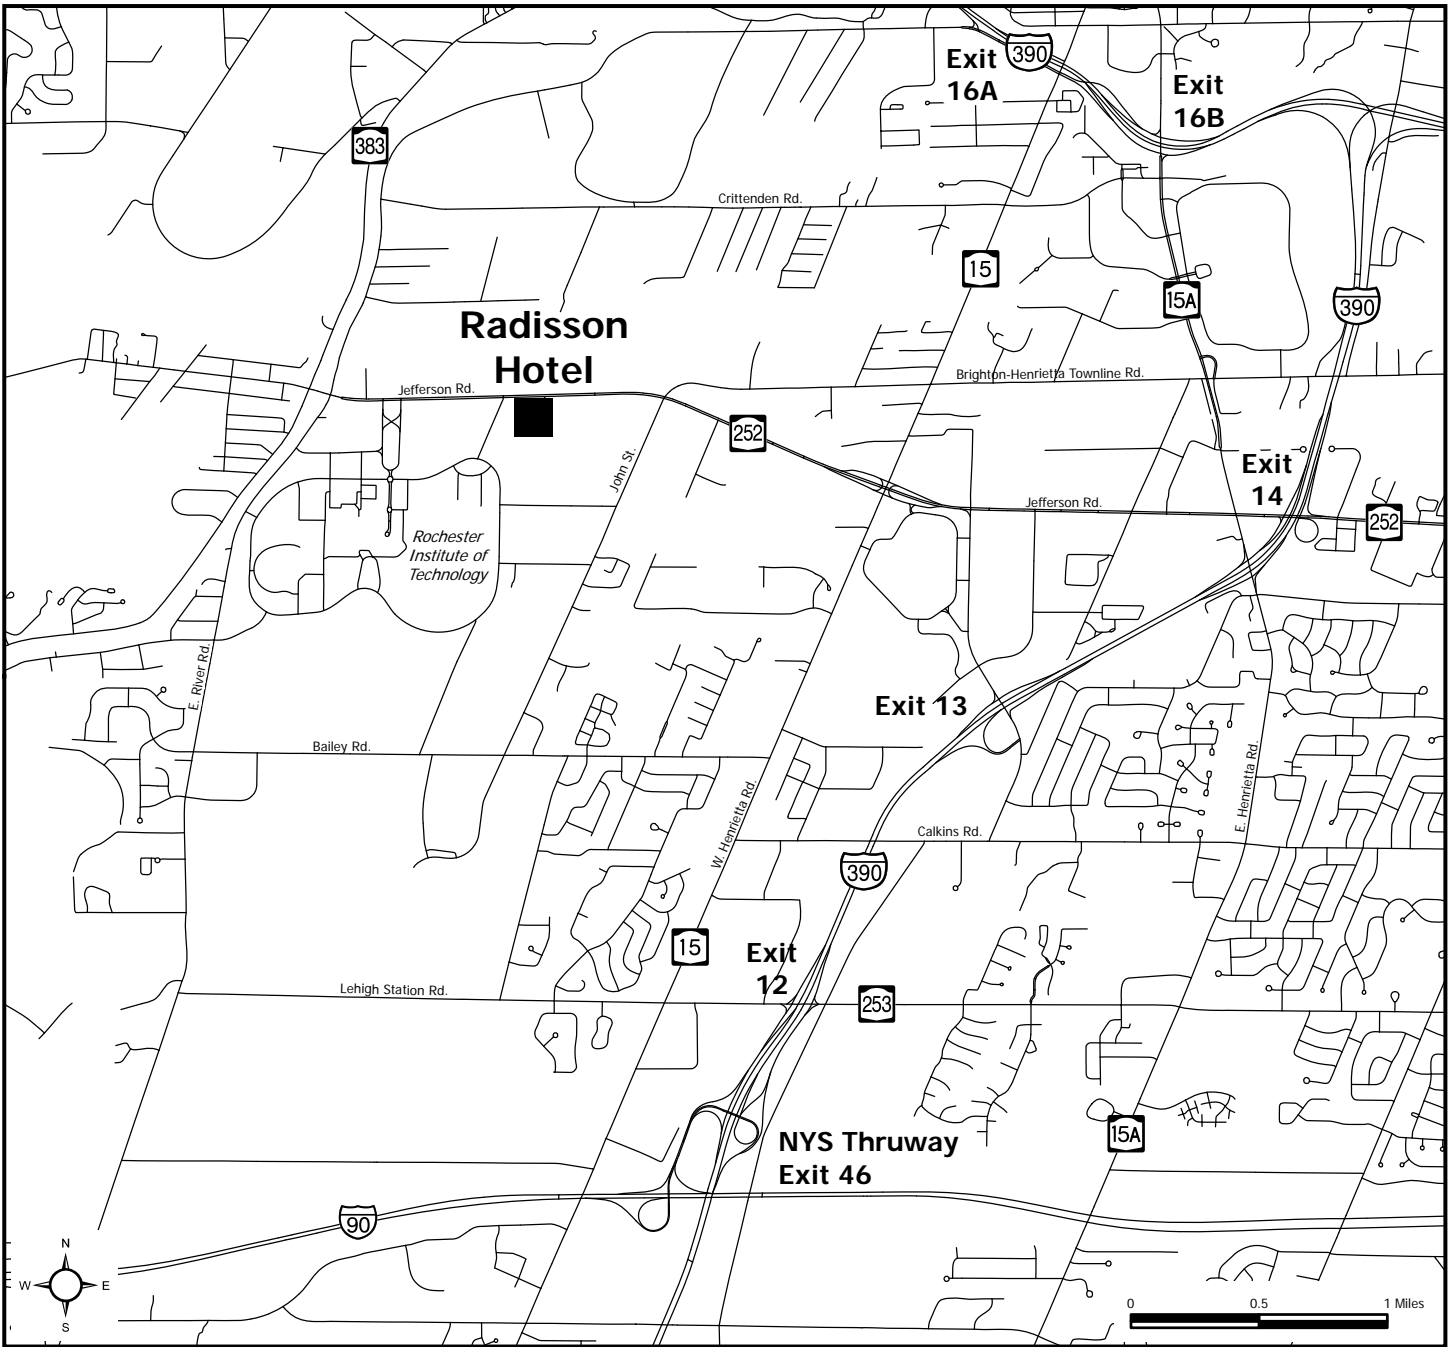 Exit
16A
390
Exit
16B
383
Crittenden Rd.
15
15A
390
Radisson
Hotel
Brighton-Henrietta Townline Rd.
Jefferson Rd.
252
John St.
Exit
14
Jefferson Rd.
252
Rochester
Institute of
Technology
E. River Rd.
Exit 13
Bailey Rd.
W. Henrietta Rd.
E. Henrietta Rd.
Calkins Rd.
390
15
Exit
12
Lehigh Station Rd.
253
NYS Thruway
Exit 46
15A
90
N
W
E
S
0 0.5 1 Miles